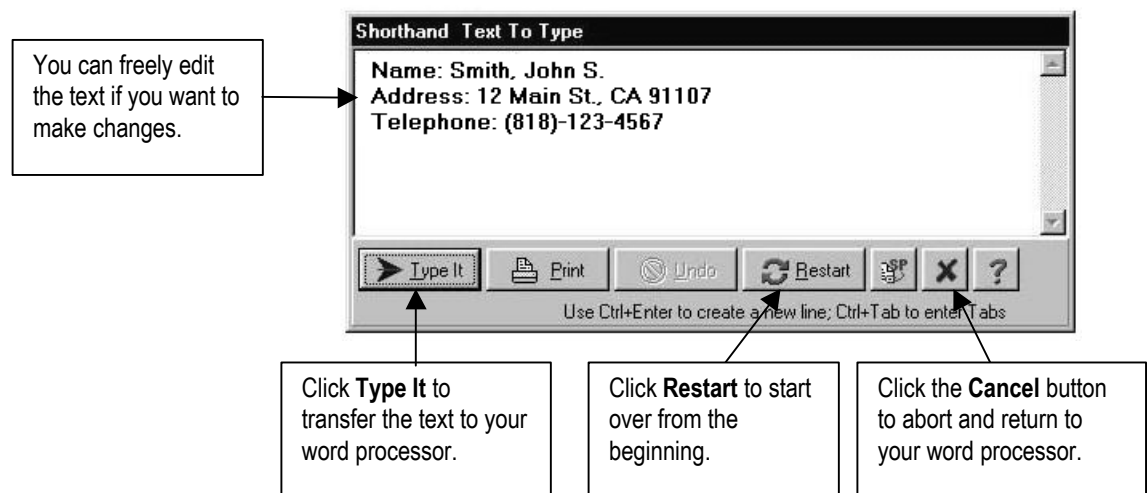 Shorthand Text To Type
You can freely edit
the text if you want to
make changes.
Name: Smith, John S.
Address: 12 Main St., CA 91107
Telephone: (818)-123-4567
Type It Print Undo Restart SP X ?
Use Ctrl+Enter to create a new line; Ctrl+Tab to enter Tabs
Click Type It to
transfer the text to your
word processor.
Click Restart to start
over from the
beginning.
Click the Cancel button
to abort and return to
your word processor.